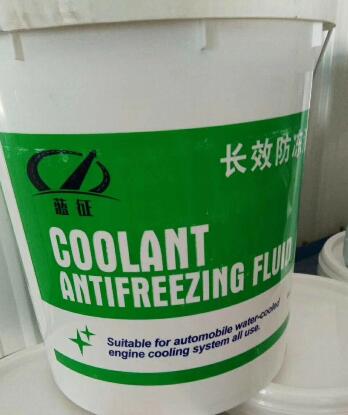 长效防冻
蓝征
COOLANT
ANTIFREEZING FLUID
Suitable for automobile water-cooled
engine cooling system all use.